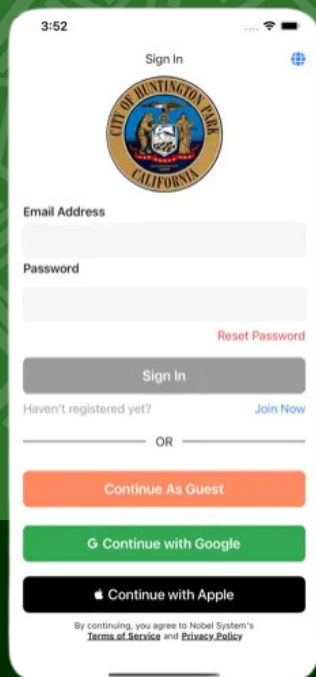 3:52
Sign In
CITY OF HUNTINGTON PARK
CALIFORNIA
Email Address
Password
Reset Password
Sign In
Haven't registered yet? Join Now
OR
Continue As Guest
G Continue with Google
Continue with Apple
By continuing, you agree to Nobel System's
Terms of Service and Privacy Policy